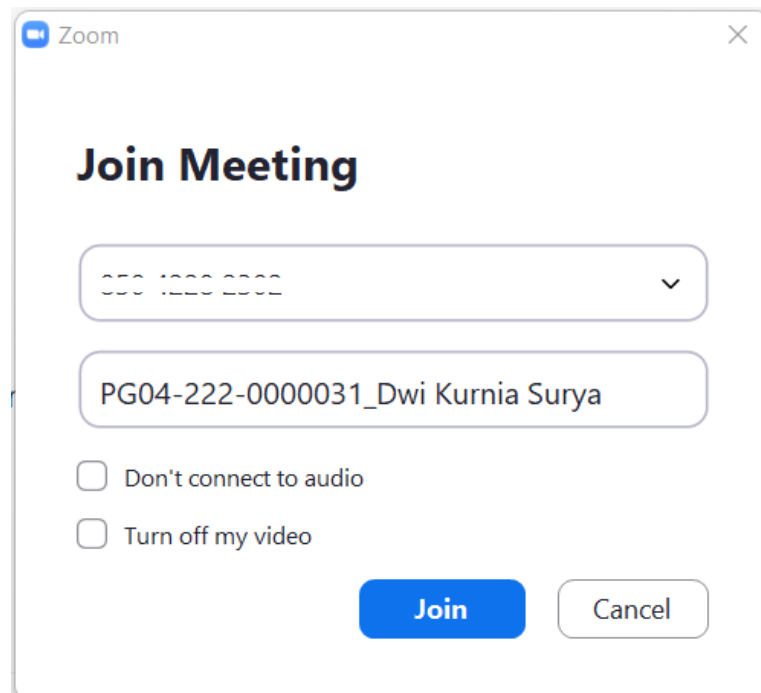 Zoom
Join Meeting
PG04-222-0000031_Dwi Kurnia Surya
Don't connect to audio
Turn off my video
Join
Cancel